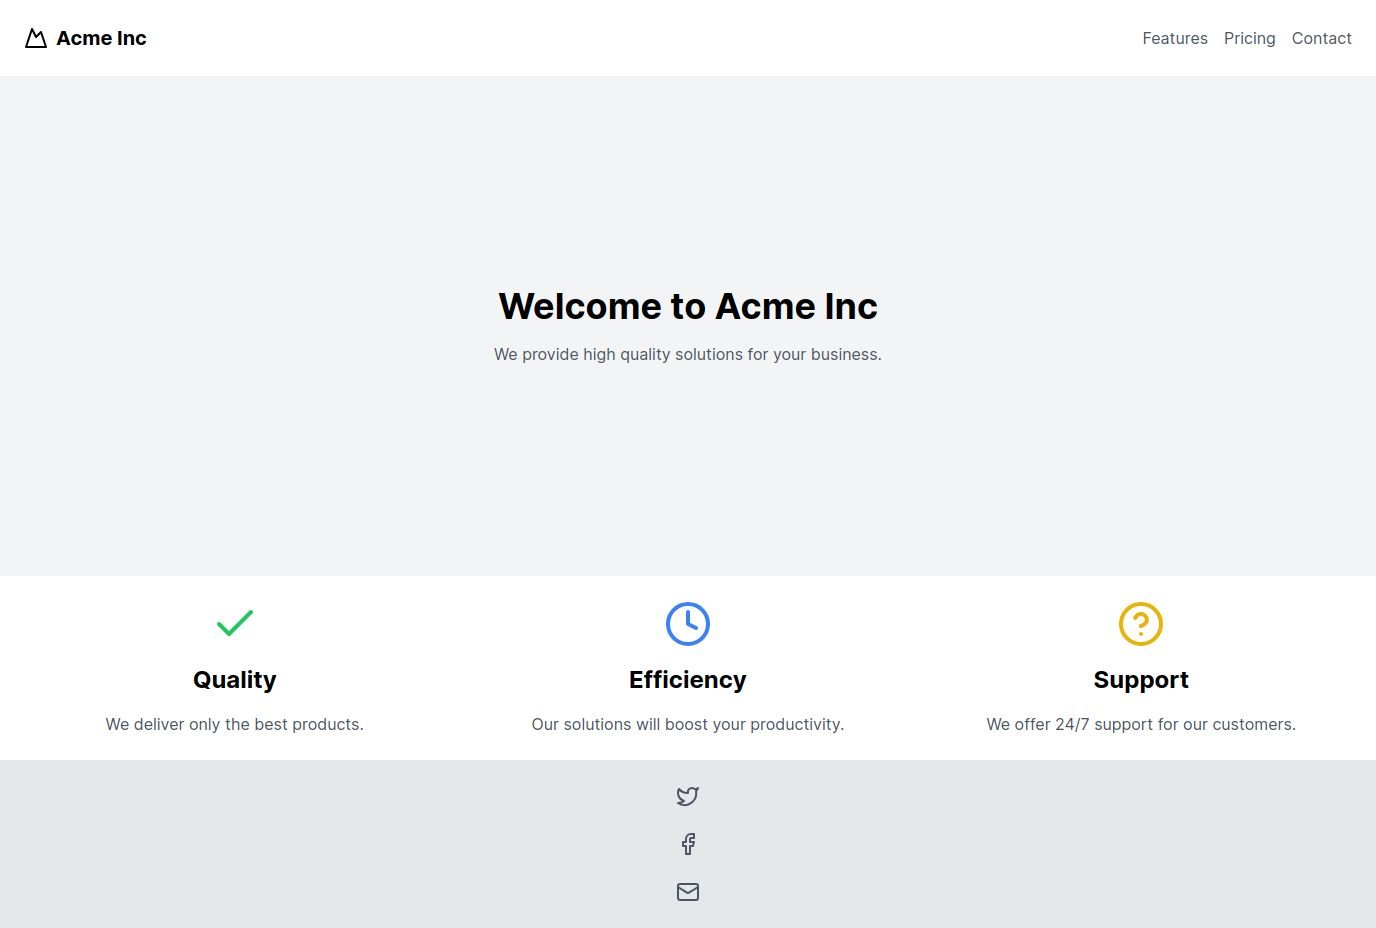 Acme Inc
Features Pricing Contact
Welcome to Acme Inc
We provide high quality solutions for your business.
Quality
We deliver only the best products.
Efficiency
Our solutions will boost your productivity.
Support
We offer 24/7 support for our customers.